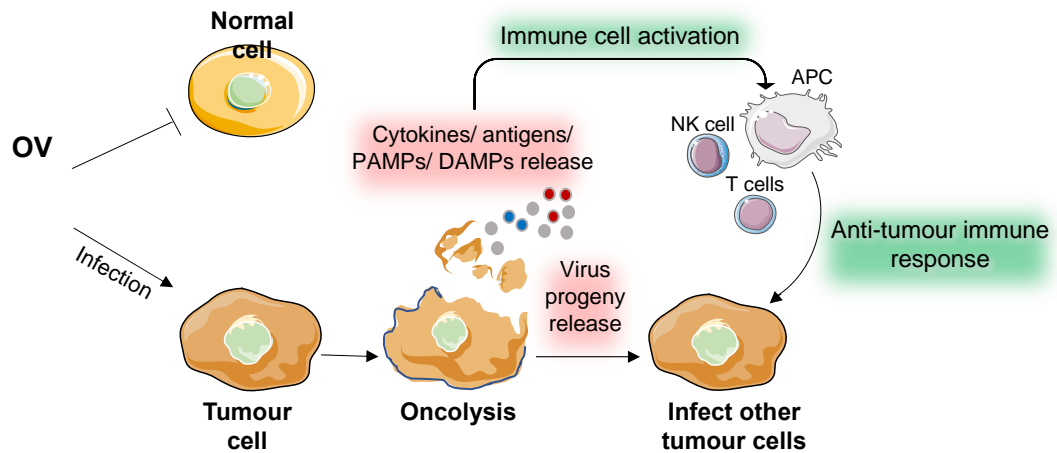 Normal
cell
Immune cell activation
APC
OV
Cytokines/ antigens/
PAMPs/ DAMPs release
NK cell
T cells
Anti-tumour immune
response
Infection
Virus
progeny
release
Tumour
cell
Oncolysis
Infect other
tumour cells